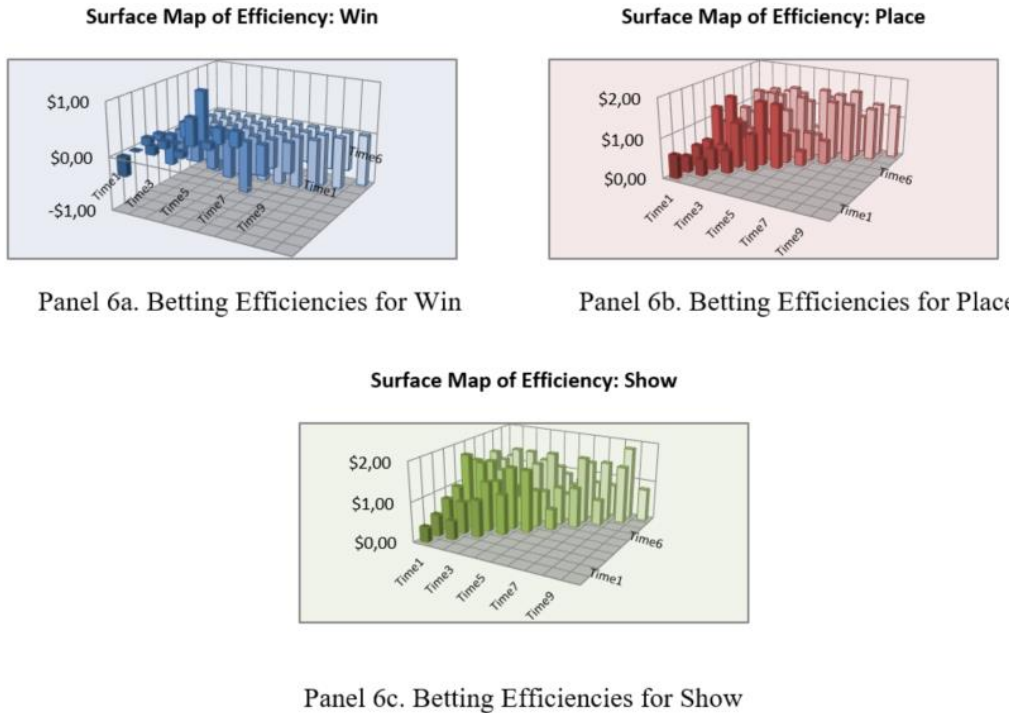 Surface Map of Efficiency: Win
$1,00
$0,00
-$1,00
Time1
Time3
Time5
Time7
Time9
Time1
Time6
Panel 6a. Betting Efficiencies for Win
Surface Map of Efficiency: Place
$2,00
$1,00
$0,00
Time1
Time3
Time5
Time7
Time9
Time1
Time6
Panel 6b. Betting Efficiencies for Place
Surface Map of Efficiency: Show
$2,00
$1,00
$0,00
Time1
Time3
Time5
Time7
Time9
Time1
Time6
Panel 6c. Betting Efficiencies for Show